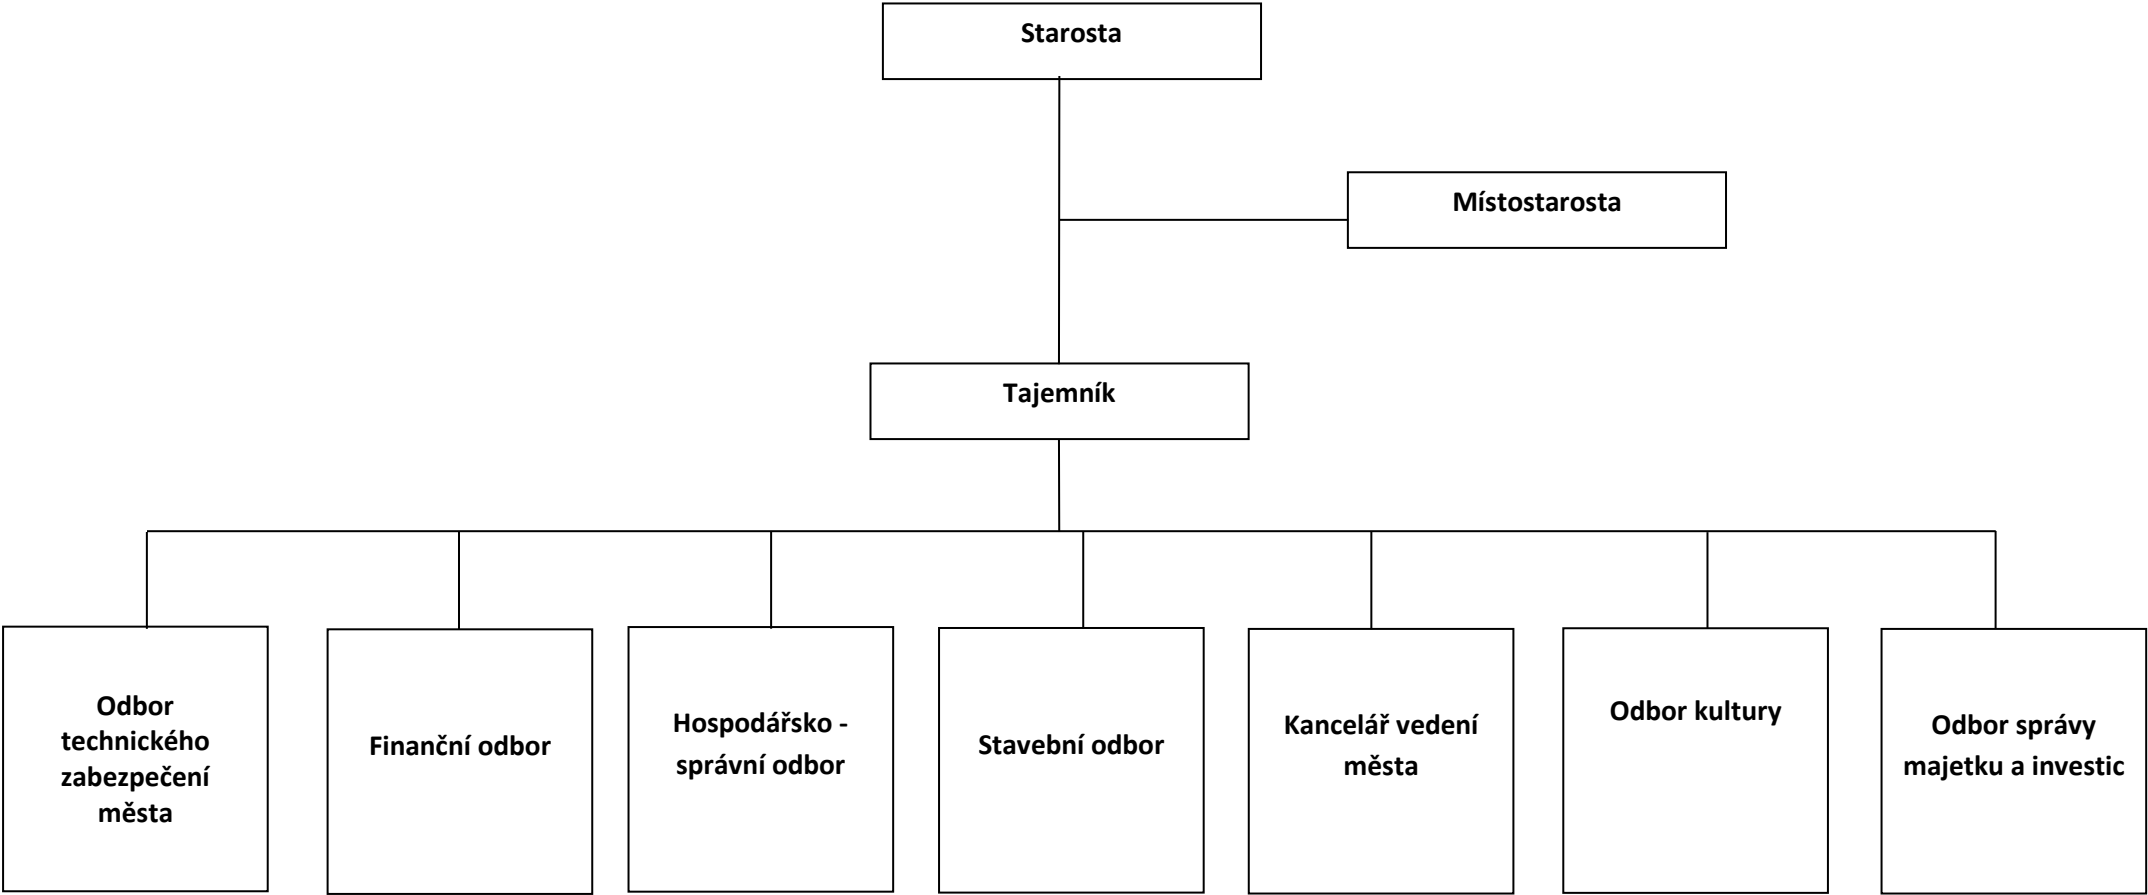 Starosta
Místostarosta
Tajemník
Odbor
technického
zabezpečení
města
Finanční odbor
Hospodářsko -
správní odbor
Stavební odbor
Kancelář vedení
města
Odbor kultury
Odbor správy
majetku a investic